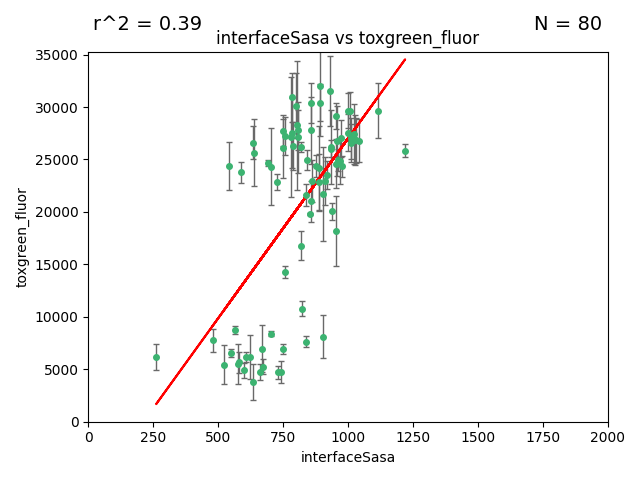 r^2 = 0.39
N = 80
interfaceSasa vs toxgreen_fluor
35000
30000
25000
20000
15000
10000
5000
0
toxgreen_fluor
0 250 500 750 1000 1250 1500 1750 2000
interfaceSasa